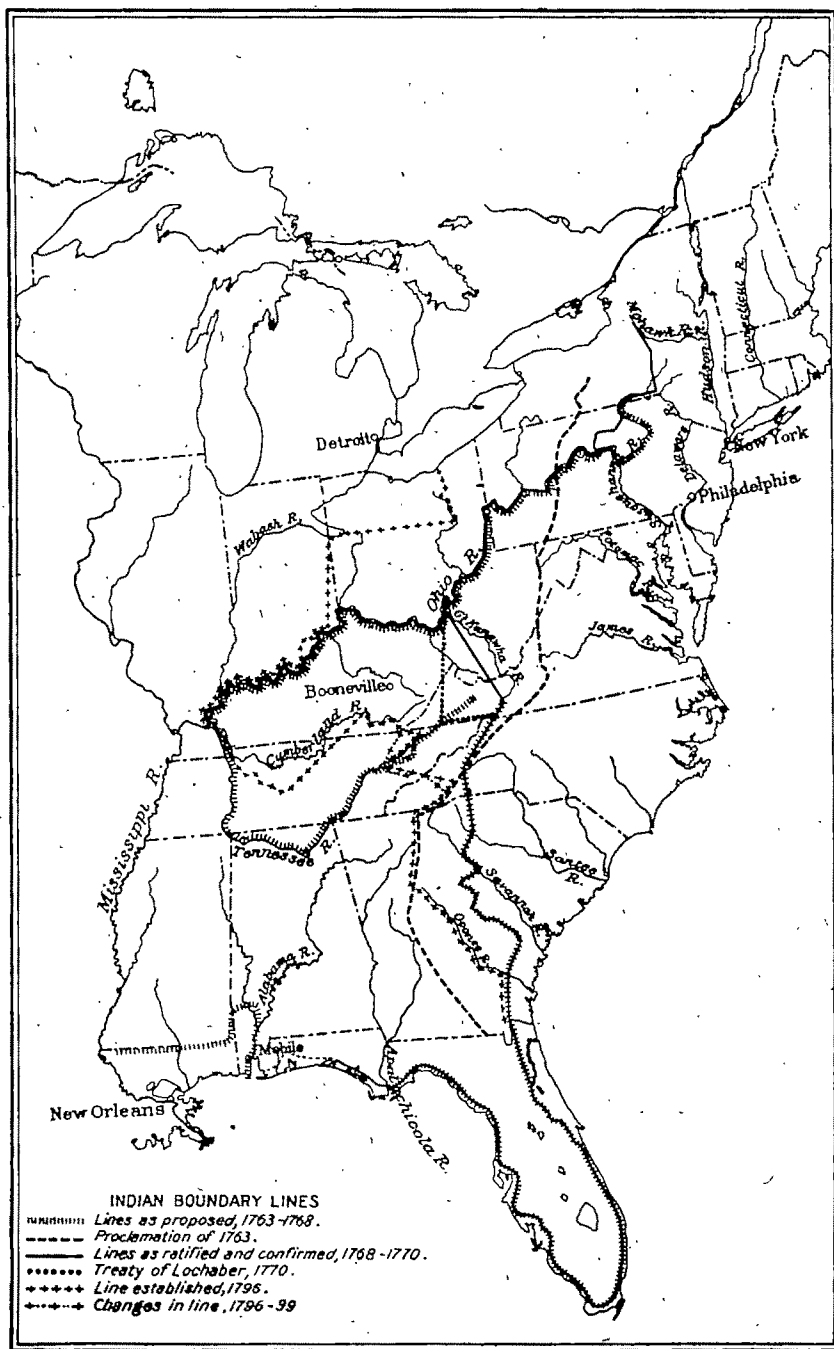 Mohawk R.
Hudson R.
Connecticut R.
Detroit
New York
Delaware R.
Philadelphia
Susquehanna R.
Wabash R.
Potomac R.
Ohio R.
Gt Kanawha R.
James R.
Booneville
Cumberland R.
Mississippi R.
Tennessee R.
Santee R.
Savannah
Oconee R.
Alabama R.
Mobile
Apalachicola R.
New Orleans
INDIAN BOUNDARY LINES
Lines as proposed, 1763-1768.
Proclamation of 1763.
Lines as ratified and confirmed, 1768-1770.
Treaty of Lochaber, 1770.
Line established, 1796.
Changes in line, 1796-99